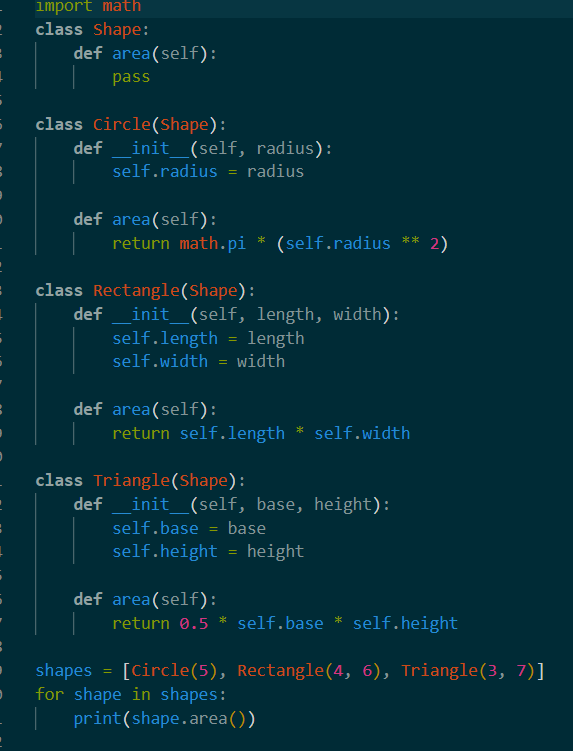 import math
class Shape:
    def area(self):
        pass

class Circle(Shape):
    def __init__(self, radius):
        self.radius = radius

    def area(self):
        return math.pi * (self.radius ** 2)

class Rectangle(Shape):
    def __init__(self, length, width):
        self.length = length
        self.width = width

    def area(self):
        return self.length * self.width

class Triangle(Shape):
    def __init__(self, base, height):
        self.base = base
        self.height = height

    def area(self):
        return 0.5 * self.base * self.height

shapes = [Circle(5), Rectangle(4, 6), Triangle(3, 7)]
for shape in shapes:
    print(shape.area())